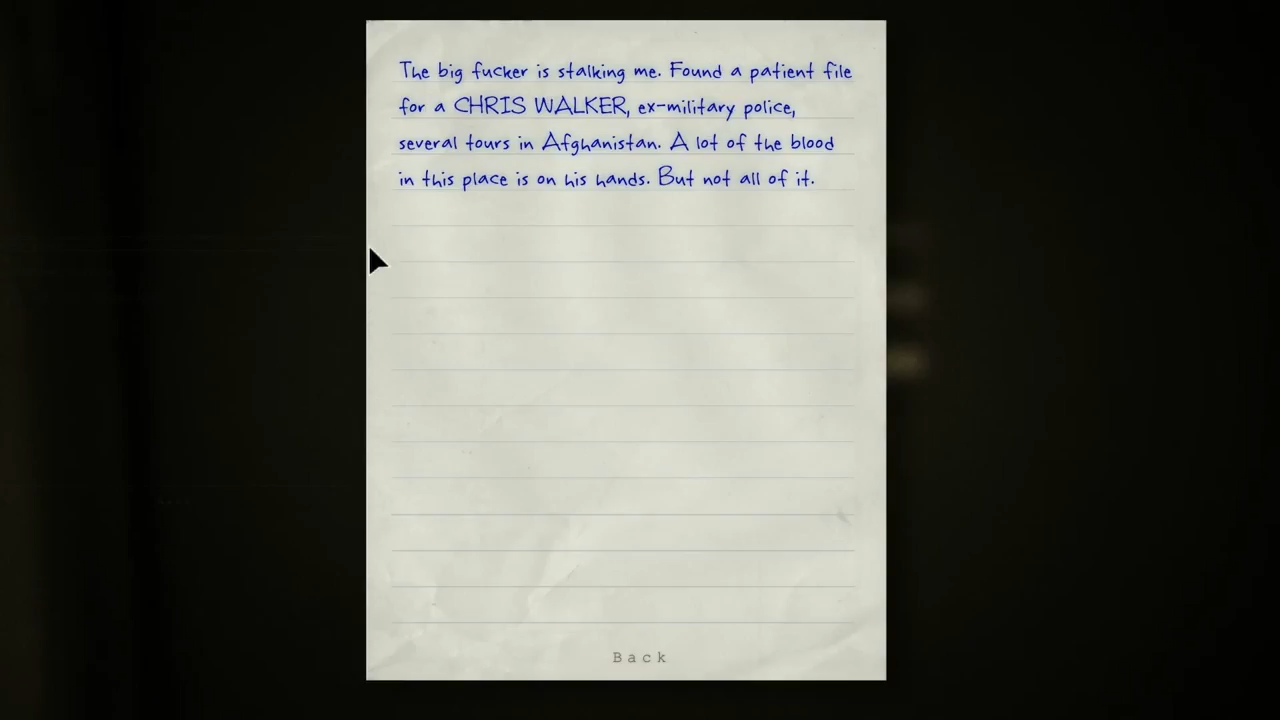 The big fucker is stalking me. Found a patient file
for a CHRIS WALKER, ex-military police,
several tours in Afghanistan. A lot of the blood
in this place is on his hands. But not all of it.
Back